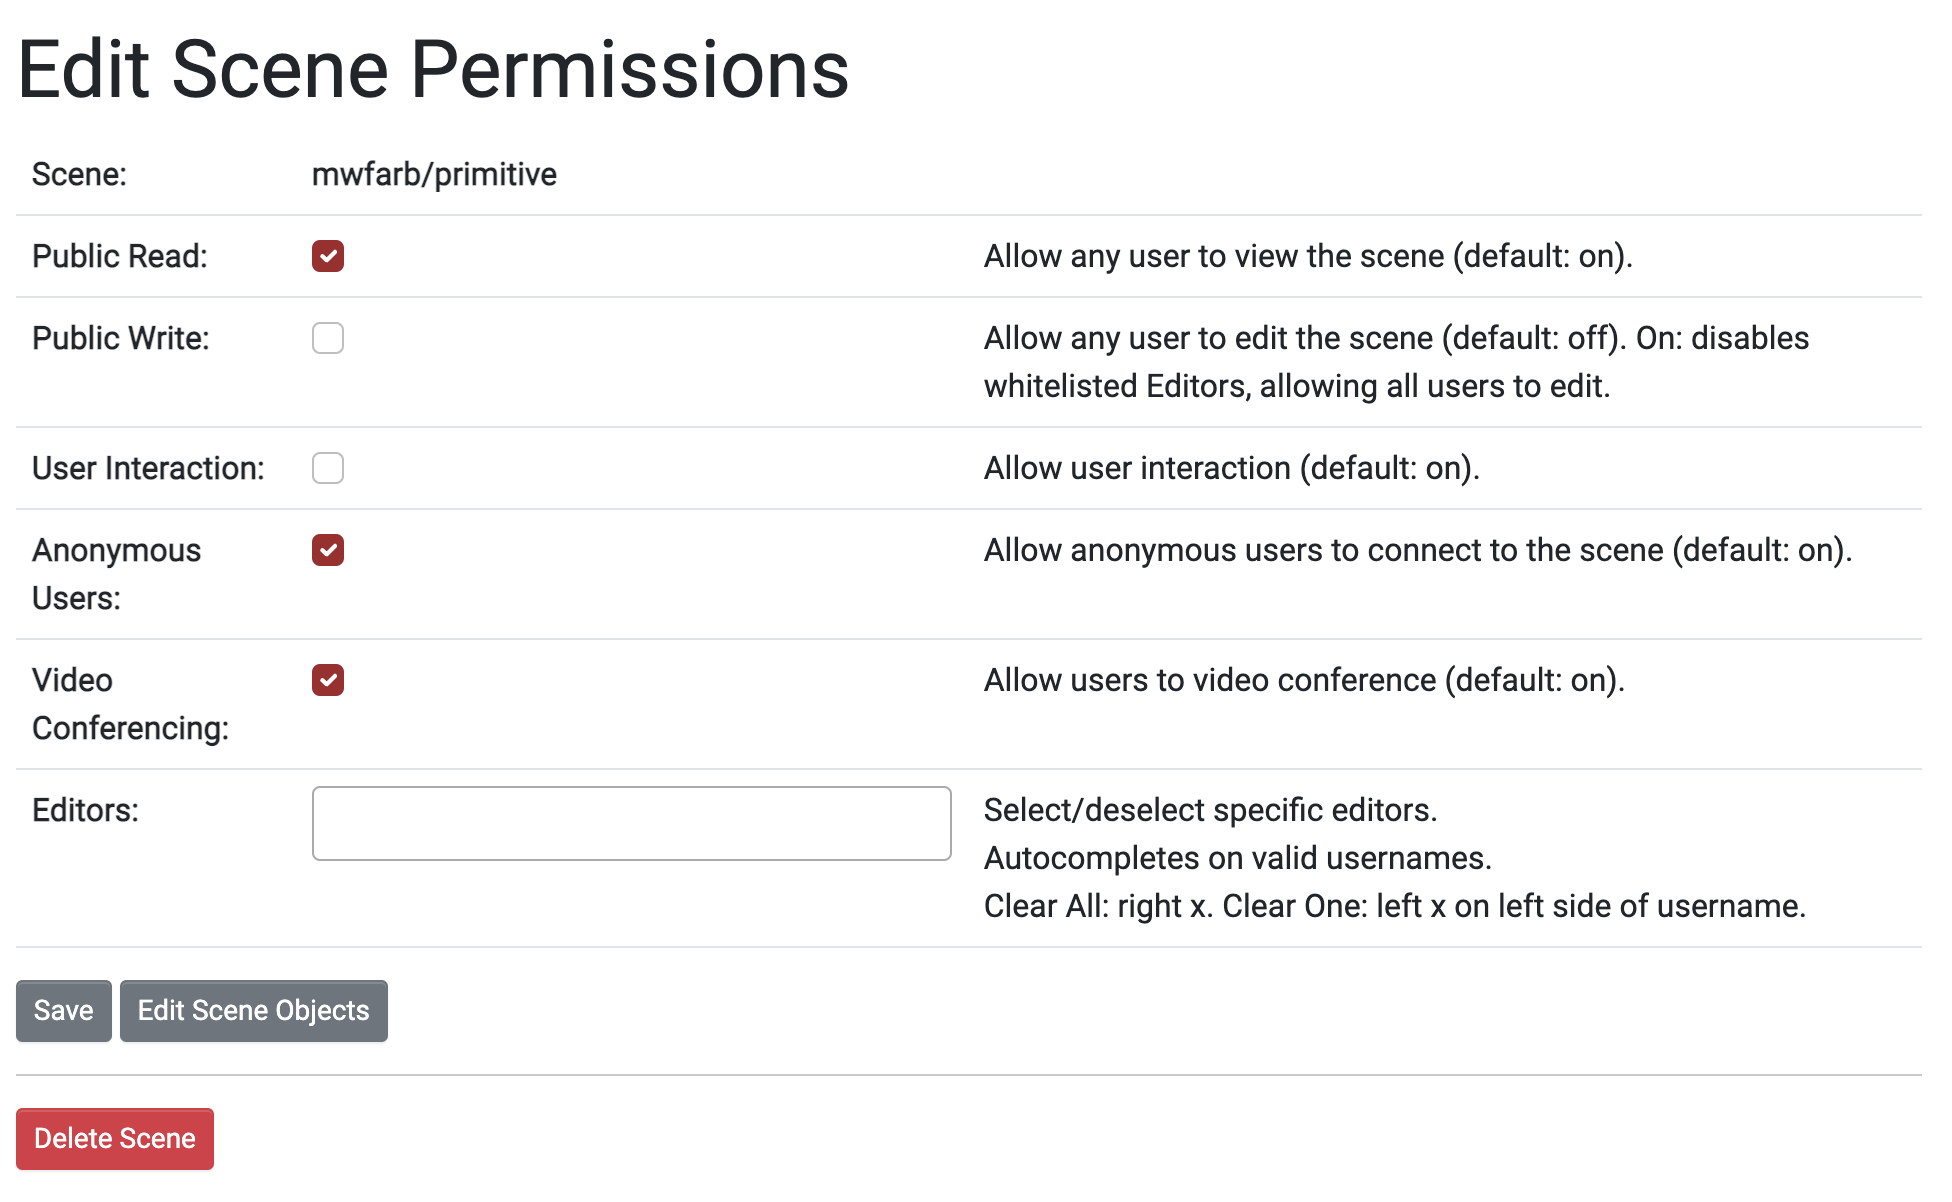 Edit Scene Permissions
Scene: mwfarb/primitive
Public Read: Allow any user to view the scene (default: on).
Public Write: Allow any user to edit the scene (default: off). On: disables
whitelisted Editors, allowing all users to edit.
User Interaction: Allow user interaction (default: on).
Anonymous Allow anonymous users to connect to the scene (default: on).
Users:
Video Allow users to video conference (default: on).
Conferencing:
Editors: Select/deselect specific editors.
Autocompletes on valid usernames.
Clear All: right x. Clear One: left x on left side of username.
Save Edit Scene Objects
Delete Scene